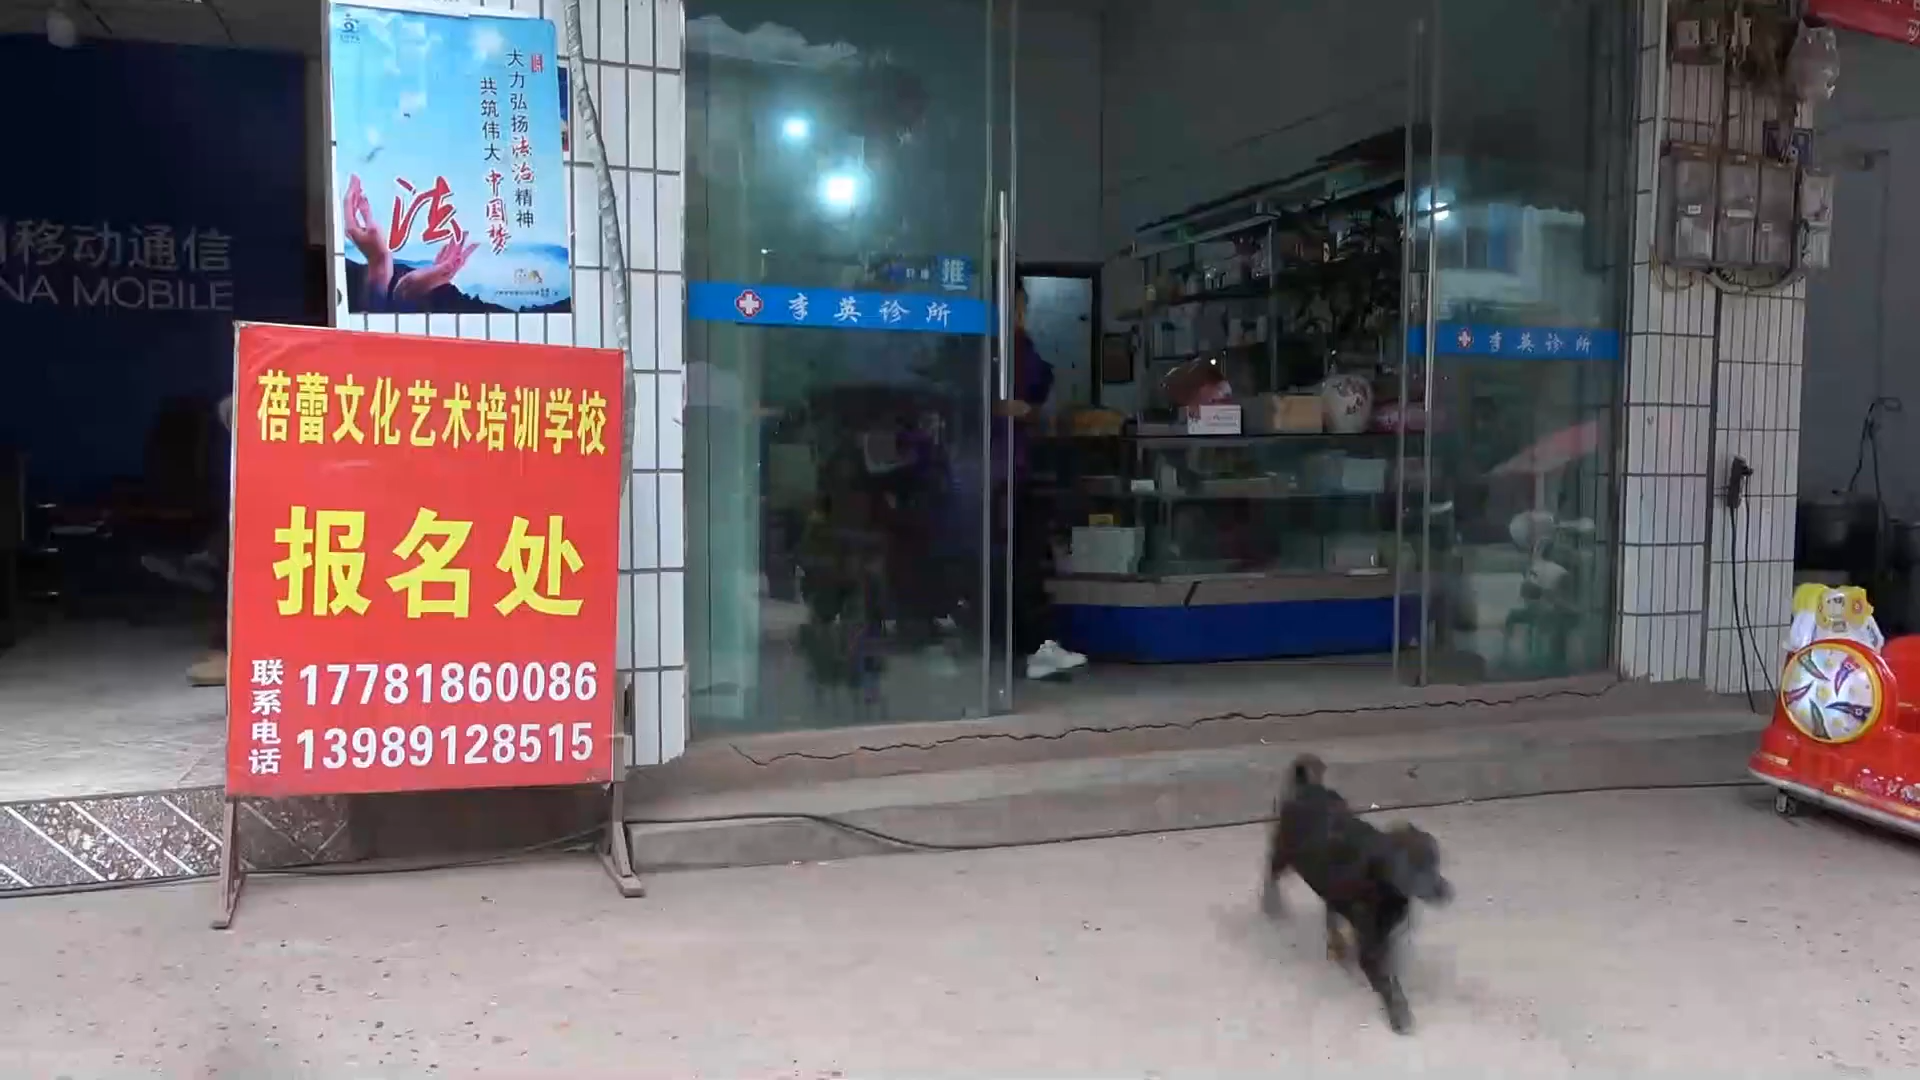 移动通信
NA MOBILE
大力弘扬法治精神
共筑伟大中国梦
法
蓓蕾文化艺术培训学校
报名处
联系电话
17781860086
13989128515
推
李英诊所
李英诊所